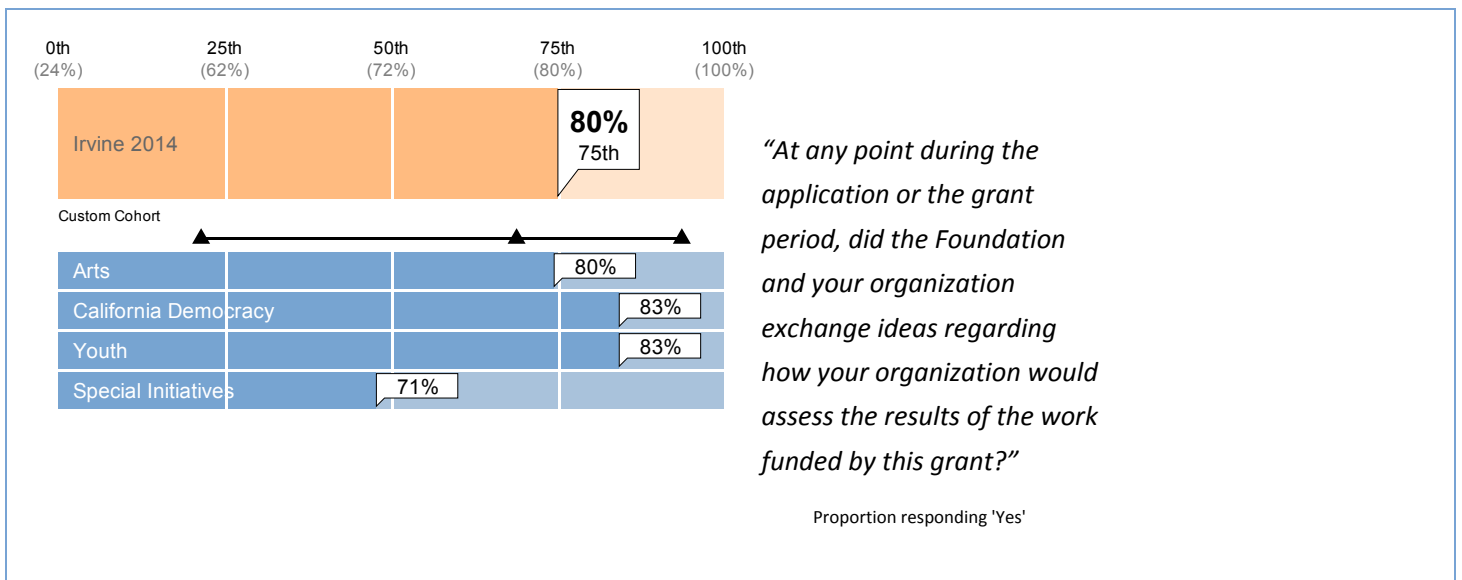 0th 25th 50th 75th 100th
(24%) (62%) (72%) (80%) (100%)
Irvine 2014
80%
75th
Custom Cohort
Arts 80%
California Democracy 83%
Youth 83%
Special Initiatives 71%
“At any point during the
application or the grant
period, did the Foundation
and your organization
exchange ideas regarding
how your organization would
assess the results of the work
funded by this grant?”
Proportion responding 'Yes'